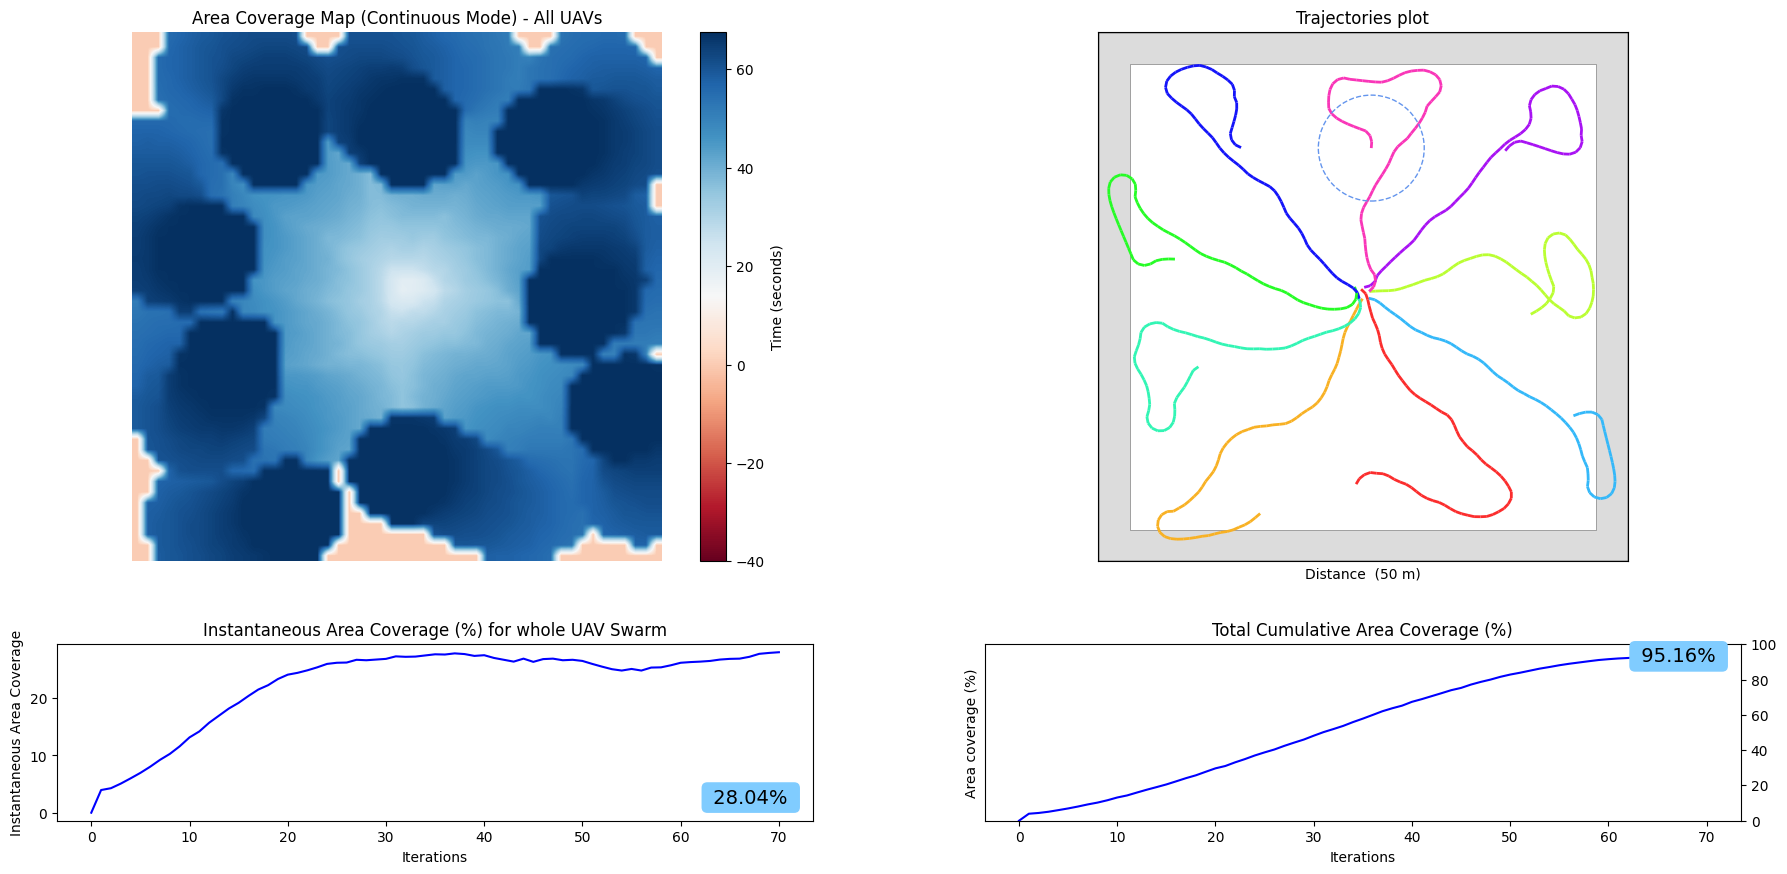 Area Coverage Map (Continuous Mode) - All UAVs
60
40
20
0
−20
−40
Time (seconds)
Trajectories plot
Distance  (50 m)
Instantaneous Area Coverage (%) for whole UAV Swarm
Instantaneous Area Coverage
20
10
0
28.04%
0 10 20 30 40 50 60 70
Iterations
Total Cumulative Area Coverage (%)
Area coverage (%)
95.16%
100
80
60
40
20
0
0 10 20 30 40 50 60 70
Iterations